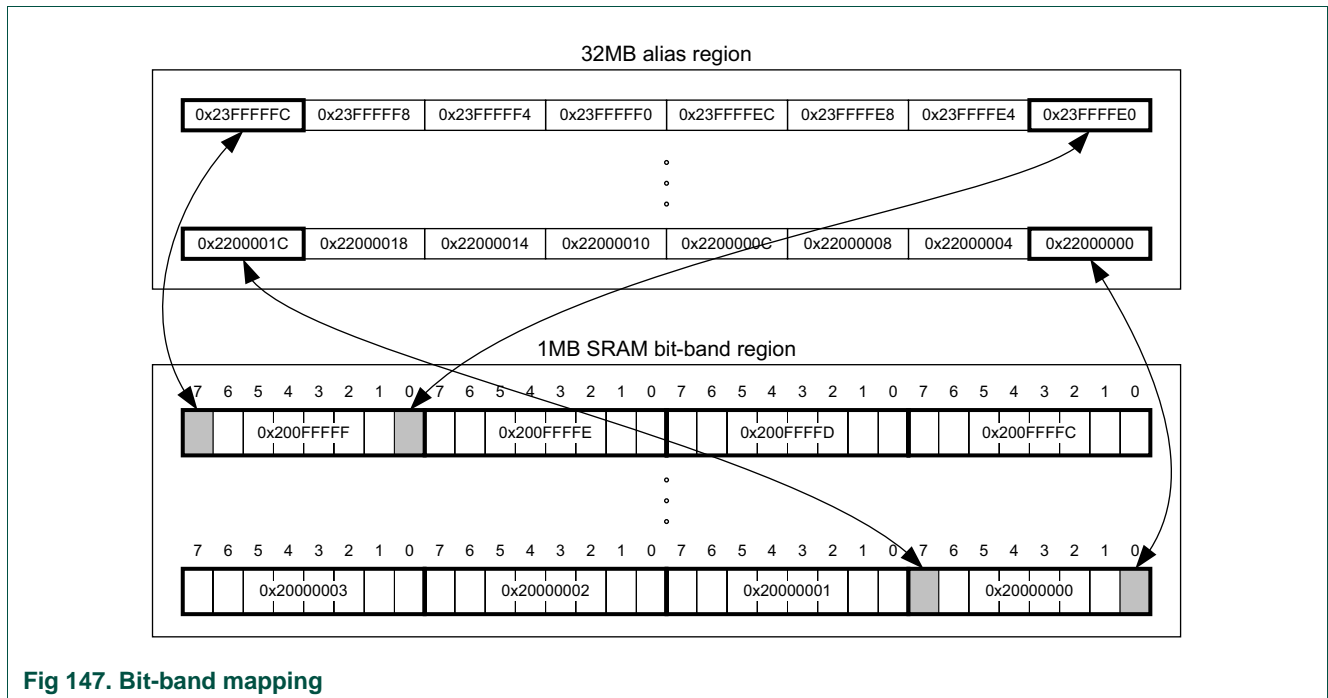 32MB alias region
0x23FFFFFC 0x23FFFFF8 0x23FFFFF4 0x23FFFFF0 0x23FFFFEC 0x23FFFFE8 0x23FFFFE4 0x23FFFFE0
0x2200001C 0x22000018 0x22000014 0x22000010 0x2200000C 0x22000008 0x22000004 0x22000000
1MB SRAM bit-band region
7 6 5 4 3 2 1 0 7 6 5 4 3 2 1 0 7 6 5 4 3 2 1 0 7 6 5 4 3 2 1 0
0x200FFFFF 0x200FFFFE 0x200FFFFD 0x200FFFFC
7 6 5 4 3 2 1 0 7 6 5 4 3 2 1 0 7 6 5 4 3 2 1 0 7 6 5 4 3 2 1 0
0x20000003 0x20000002 0x20000001 0x20000000
Fig 147. Bit-band mapping